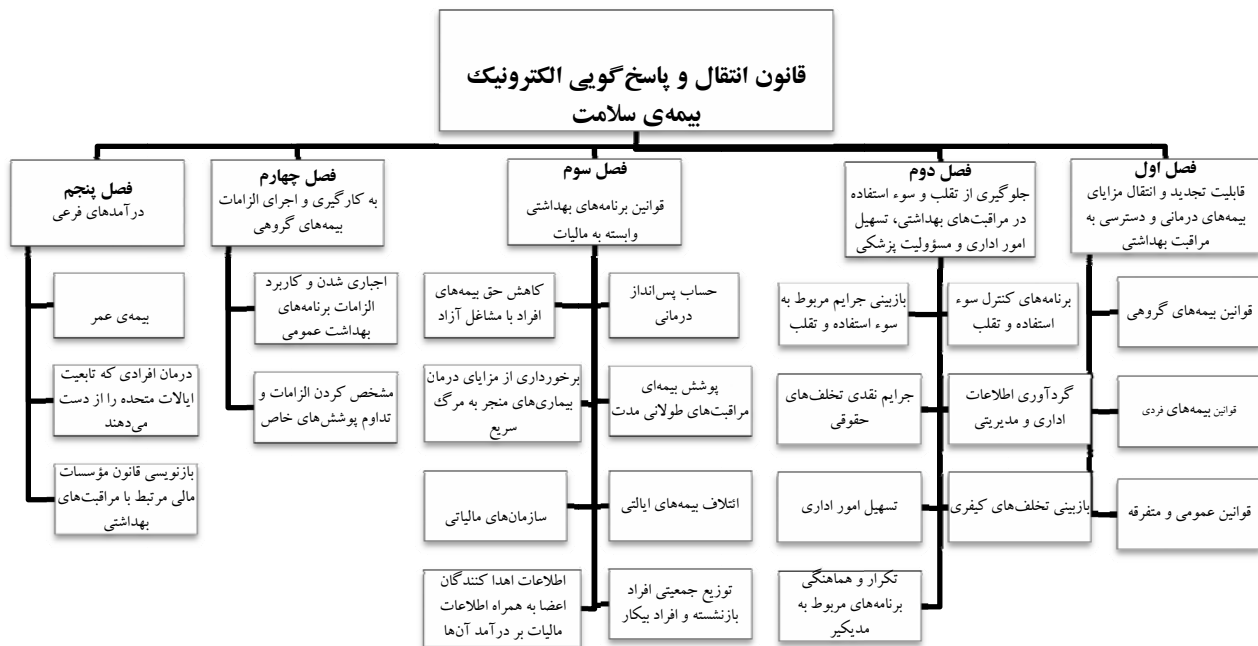 قانون انتقال و پاسخ‌گویی الکترونیک
بیمه‌ی سلامت
فصل اول
قابلیت تجدید و انتقال مزایای
بیمه‌های درمانی و دسترسی به
مراقبت بهداشتی
قوانین بیمه‌های گروهی
قوانین بیمه‌های فردی
قوانین عمومی و متفرقه
فصل دوم
جلوگیری از تقلب و سوء استفاده
در مراقبت‌های بهداشتی، تسهیل
امور اداری و مسؤولیت پزشکی
برنامه‌های کنترل سوء
استفاده و تقلب
بازبینی جرایم مربوط به
سوء استفاده و تقلب
گردآوری اطلاعات
اداری و مدیریتی
جرایم نقدی تخلف‌های
حقوقی
بازبینی تخلف‌های کیفری
تسهیل امور اداری
تکرار و هماهنگی
برنامه‌های مربوط به
مدیکیر
فصل سوم
قوانین برنامه‌های بهداشتی
وابسته به مالیات
حساب پس‌انداز
درمانی
کاهش حق بیمه‌های
افراد با مشاغل آزاد
پوشش بیمه‌ای
مراقبت‌های طولانی مدت
برخورداری از مزایای درمان
بیماری‌های منجر به مرگ
سریع
ائتلاف بیمه‌های ایالتی
سازمان‌های مالیاتی
توزیع جمعیتی افراد
بازنشسته و افراد بیکار
اطلاعات اهدا کنندگان
اعضا به همراه اطلاعات
مالیات بر درآمد آن‌ها
فصل چهارم
به کارگیری و اجرای الزامات
بیمه‌های گروهی
اجباری شدن و کاربرد
الزامات برنامه‌های
بهداشت عمومی
مشخص کردن الزامات و
تداوم پوشش‌های خاص
فصل پنجم
درآمدهای فرعی
بیمه‌ی عمر
درمان افرادی که تابعیت
ایالات متحده را از دست
می‌دهند
بازنویسی قانون مؤسسات
مالی مرتبط با مراقبت‌های
بهداشتی